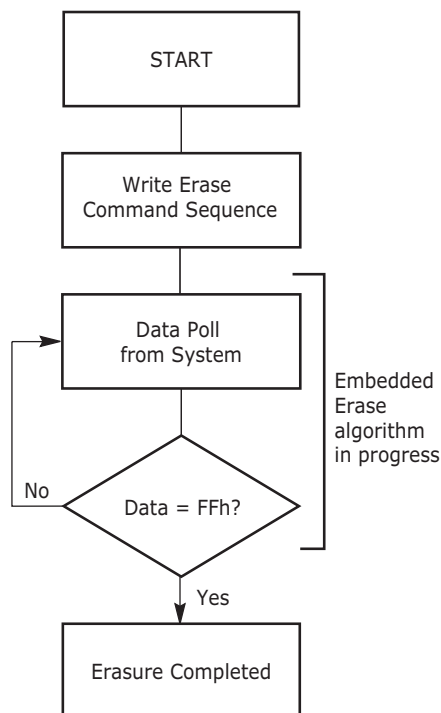 START
Write Erase
Command Sequence
Data Poll
from System
Embedded
Erase
algorithm
in progress
No
Data = FFh?
Yes
Erasure Completed